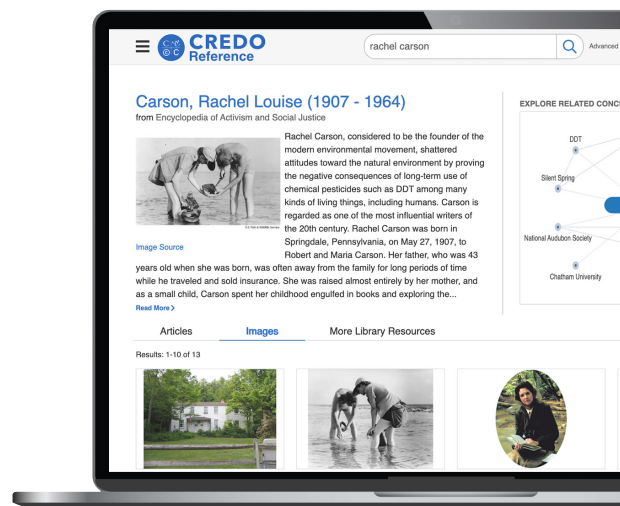 CREDO
Reference
rachel carson
Advanced
Carson, Rachel Louise (1907 - 1964)
from Encyclopedia of Activism and Social Justice
Rachel Carson, considered to be the founder of the
modern environmental movement, shattered
attitudes toward the natural environment by proving
the negative consequences of long-term use of
chemical pesticides such as DDT among many
kinds of living things, including humans. Carson is
regarded as one of the most influential writers of
the 20th century. Rachel Carson was born in
Springdale, Pennsylvania, on May 27, 1907, to
Robert and Maria Carson. Her father, who was 43
Image Source
years old when she was born, was often away from the family for long periods of time
while he traveled and sold insurance. She was raised almost entirely by her mother, and
as a small child, Carson spent her childhood engulfed in books and exploring the...
Read More >
EXPLORE RELATED CONC
DDT
Silent Spring
National Audubon Society
Chatham University
Articles
Images
More Library Resources
Results: 1-10 of 13